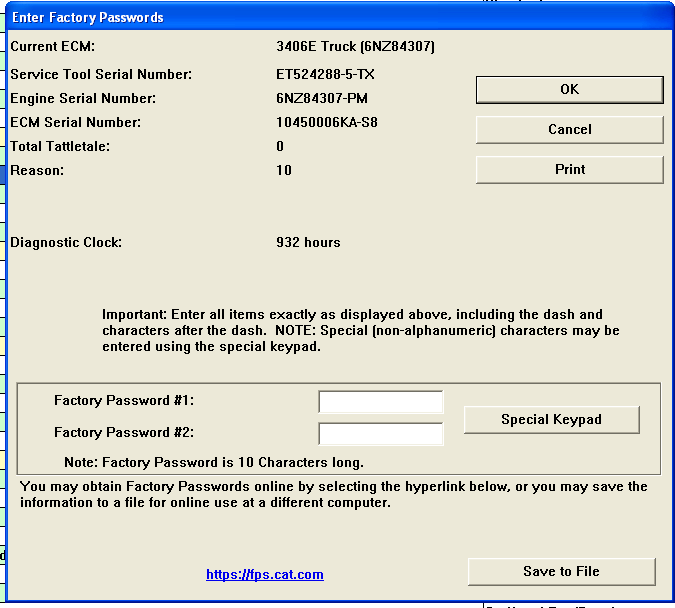 Enter Factory Passwords
Current ECM: 3406E Truck (6NZ84307)
Service Tool Serial Number: ET524288-5-TX
Engine Serial Number: 6NZ84307-PM
OK
ECM Serial Number: 10450006KA-S8
Cancel
Total Tattletale: 0
Reason: 10
Print
Diagnostic Clock: 932 hours
Important: Enter all items exactly as displayed above, including the dash and
characters after the dash. NOTE: Special (non-alphanumeric) characters may be
entered using the special keypad.
Factory Password #1:
Special Keypad
Factory Password #2:
Note: Factory Password is 10 Characters long.
You may obtain Factory Passwords online by selecting the hyperlink below, or you may save the
information to a file for online use at a different computer.
https://fps.cat.com
Save to File